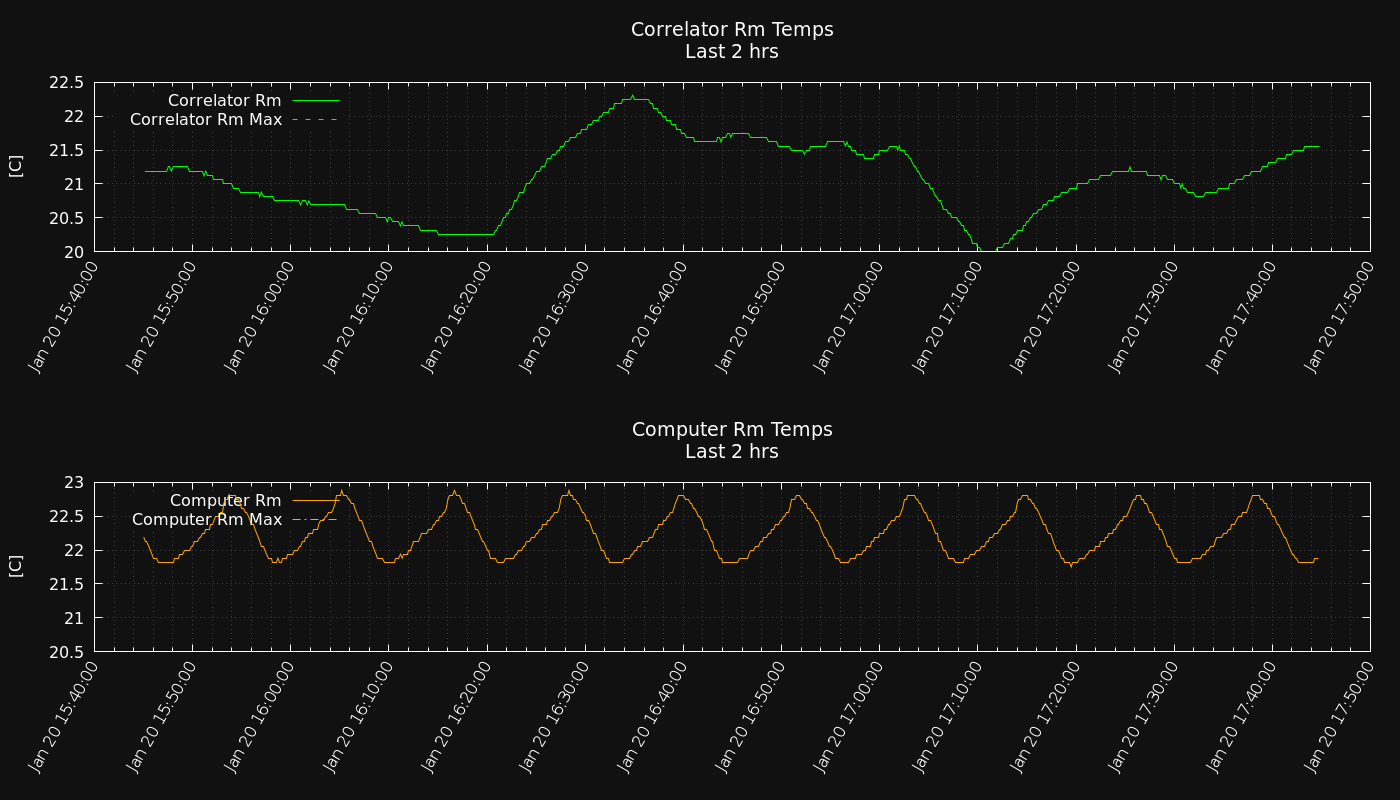 Correlator Rm Temps
Last 2 hrs
22.5
22
21.5
21
20.5
20
[C]
Correlator Rm
Correlator Rm Max
Jan 20 15:40:00
Jan 20 15:50:00
Jan 20 16:00:00
Jan 20 16:10:00
Jan 20 16:20:00
Jan 20 16:30:00
Jan 20 16:40:00
Jan 20 16:50:00
Jan 20 17:00:00
Jan 20 17:10:00
Jan 20 17:20:00
Jan 20 17:30:00
Jan 20 17:40:00
Jan 20 17:50:00
Computer Rm Temps
Last 2 hrs
23
22.5
22
21.5
21
20.5
[C]
Computer Rm
Computer Rm Max
Jan 20 15:40:00
Jan 20 15:50:00
Jan 20 16:00:00
Jan 20 16:10:00
Jan 20 16:20:00
Jan 20 16:30:00
Jan 20 16:40:00
Jan 20 16:50:00
Jan 20 17:00:00
Jan 20 17:10:00
Jan 20 17:20:00
Jan 20 17:30:00
Jan 20 17:40:00
Jan 20 17:50:00